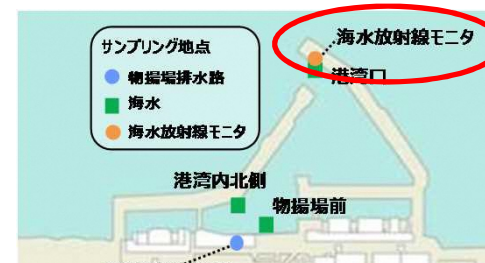 サンプリング地点
物揚場排水路
海水
海水放射線モニタ
海水放射線モニタ
港湾口
港湾内北側
物揚場前